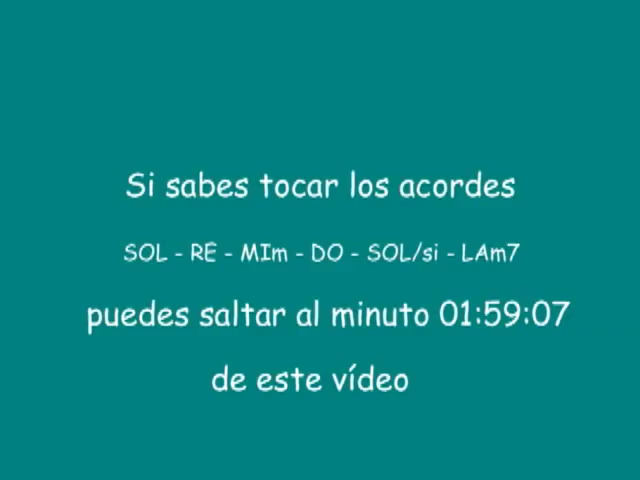 Si sabes tocar los acordes
SOL - RE - MIm - DO - SOL/si - LAm7
puedes saltar al minuto 01:59:07
de este vídeo